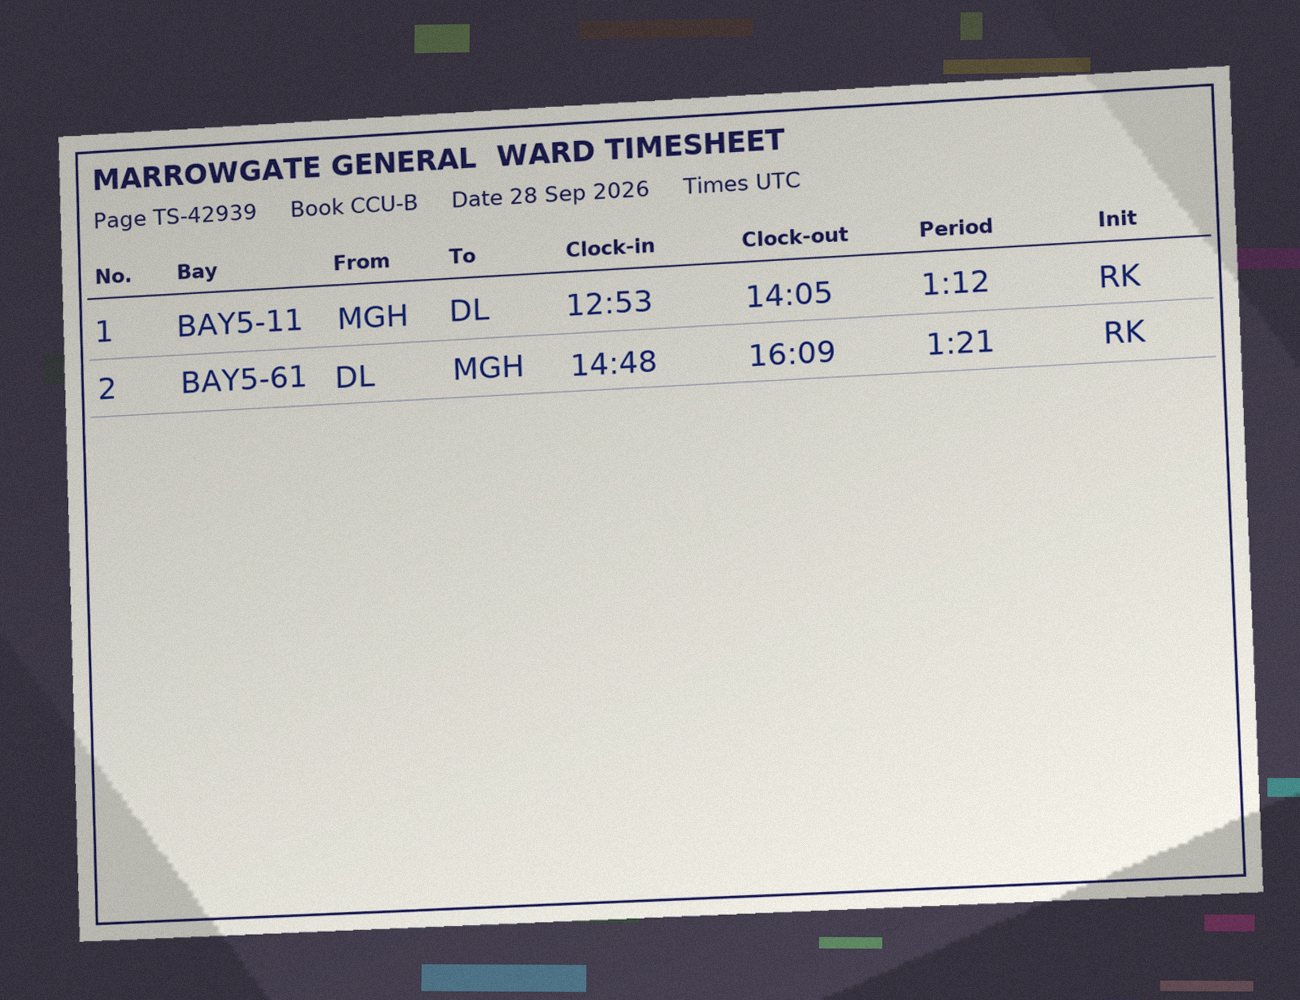 MARROWGATE GENERAL WARD TIMESHEET
Page TS-42939 Book CCU-B Date 28 Sep 2026 Times UTC
No. Bay From To Clock-in Clock-out Period Init
1 BAY5-11 MGH DL 12:53 14:05 1:12 RK
2 BAY5-61 DL MGH 14:48 16:09 1:21 RK